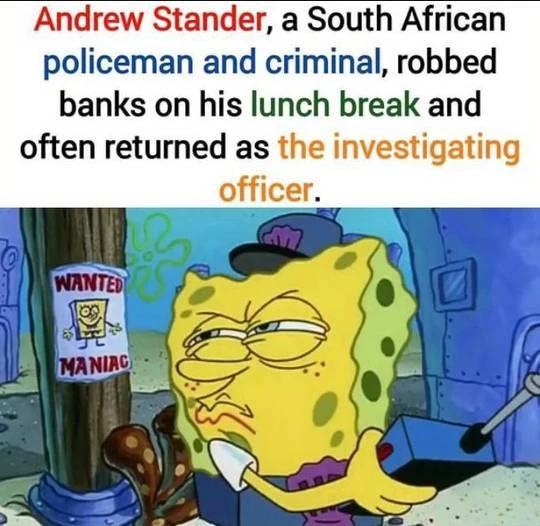 Andrew Stander, a South African
policeman and criminal, robbed
banks on his lunch break and
often returned as the investigating
officer.
WANTED
MANIAC